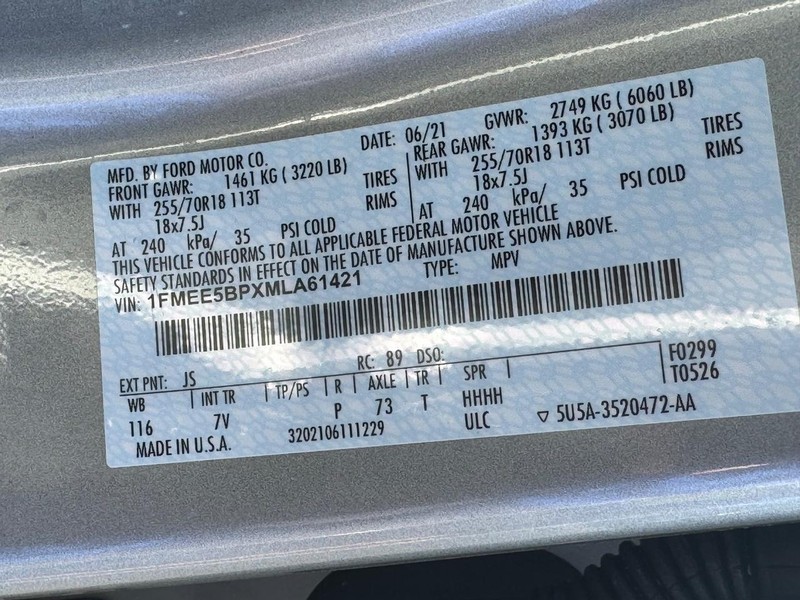 MFD. BY FORD MOTOR CO. DATE: 06/21 GVWR: 2749 KG ( 6060 LB)
FRONT GAWR: 1461 KG ( 3220 LB) REAR GAWR: 1393 KG ( 3070 LB)
WITH 255/70R18 113T TIRES WITH 255/70R18 113T TIRES
18x7.5J RIMS 18x7.5J RIMS
AT 240 kPa/ 35 PSI COLD AT 240 kPa/ 35 PSI COLD
THIS VEHICLE CONFORMS TO ALL APPLICABLE FEDERAL MOTOR VEHICLE
SAFETY STANDARDS IN EFFECT ON THE DATE OF MANUFACTURE SHOWN ABOVE.
VIN: 1FMEE5BPXMLA61421 TYPE: MPV
EXT PNT: JS RC: 89 DSO: F0299
WB INT TR TP/PS R AXLE TR SPR T0526
116 7V P 73 T HHHH
MADE IN U.S.A. 3202106111229 ULC ▽ 5U5A-3520472-AA